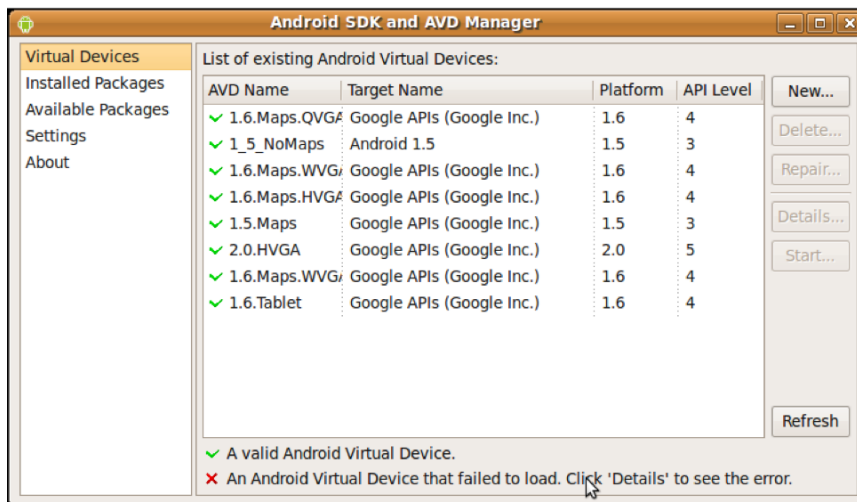 Android SDK and AVD Manager
Virtual Devices
Installed Packages
Available Packages
Settings
About
List of existing Android Virtual Devices:
AVD Name Target Name Platform API Level
1.6.Maps.QVGA Google APIs (Google Inc.) 1.6 4
1_5_NoMaps Android 1.5 1.5 3
1.6.Maps.WVG Google APIs (Google Inc.) 1.6 4
1.6.Maps.HVGA Google APIs (Google Inc.) 1.6 4
1.5.Maps Google APIs (Google Inc.) 1.5 3
2.0.HVGA Google APIs (Google Inc.) 2.0 5
1.6.Maps.WVG Google APIs (Google Inc.) 1.6 4
1.6.Tablet Google APIs (Google Inc.) 1.6 4
New...
Delete...
Repair...
Details...
Start...
Refresh
A valid Android Virtual Device.
An Android Virtual Device that failed to load. Click 'Details' to see the error.